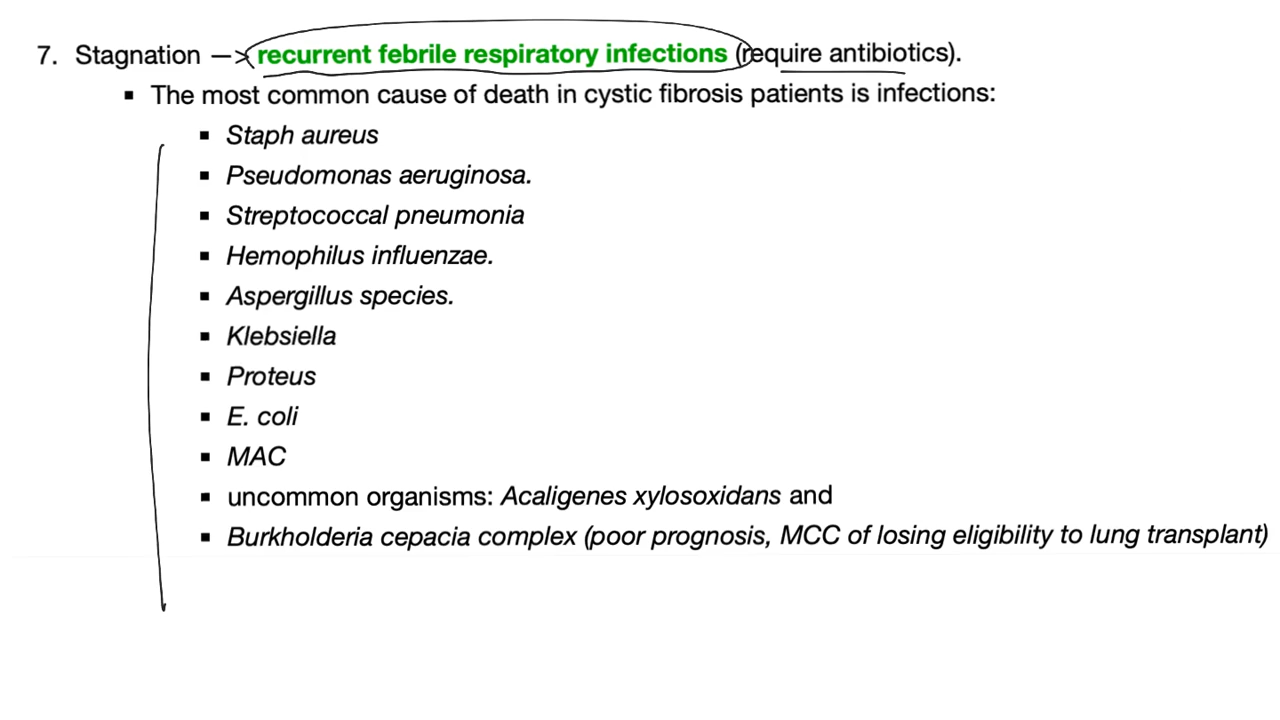 7. Stagnation —> recurrent febrile respiratory infections (require antibiotics).
▪ The most common cause of death in cystic fibrosis patients is infections:
▪ Staph aureus
▪ Pseudomonas aeruginosa.
▪ Streptococcal pneumonia
▪ Hemophilus influenzae.
▪ Aspergillus species.
▪ Klebsiella
▪ Proteus
▪ E. coli
▪ MAC
▪ uncommon organisms: Acaligenes xylosoxidans and
▪ Burkholderia cepacia complex (poor prognosis, MCC of losing eligibility to lung transplant)